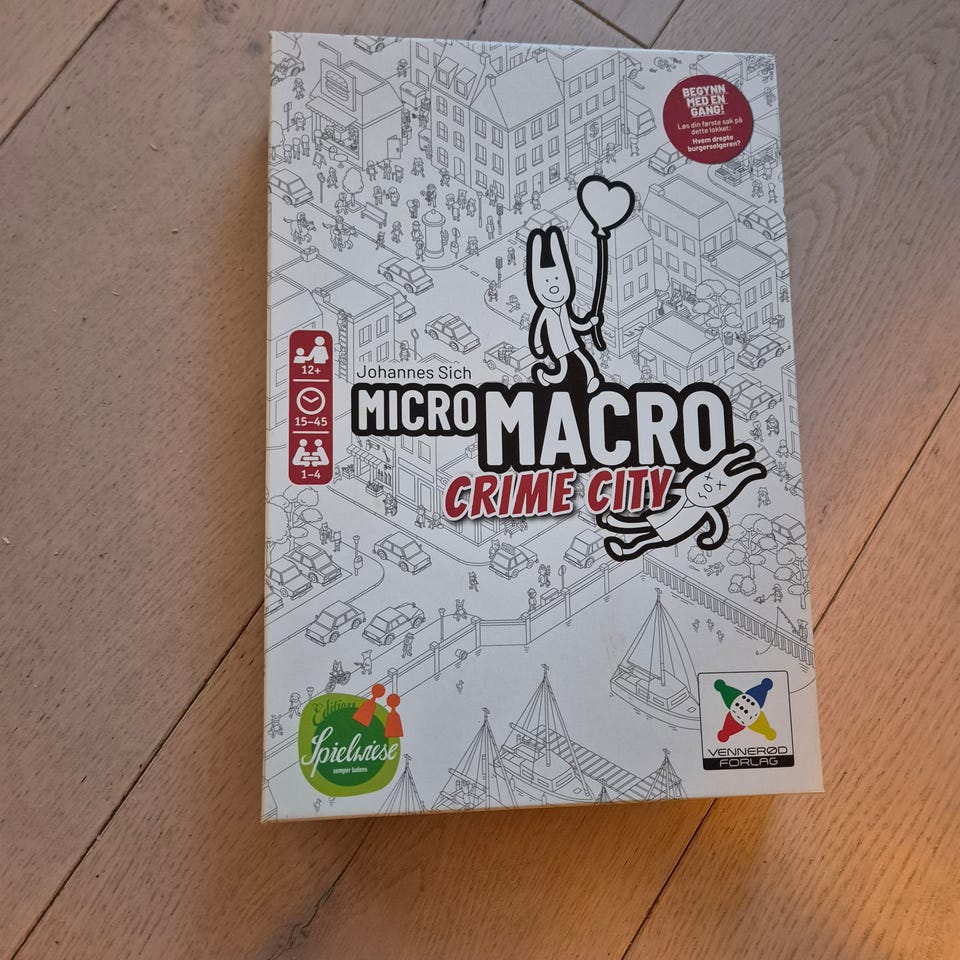 BEGYNN
MED EN
GANG!
Løs din første sak på
dette lokket:
Hvem drepte
burgerselgeren?
12+
15-45
1-4
Johannes Sich
MICRO MACRO
CRIME CITY
Edition
Spielwiese
semper ludens
VENNERØD
FORLAG